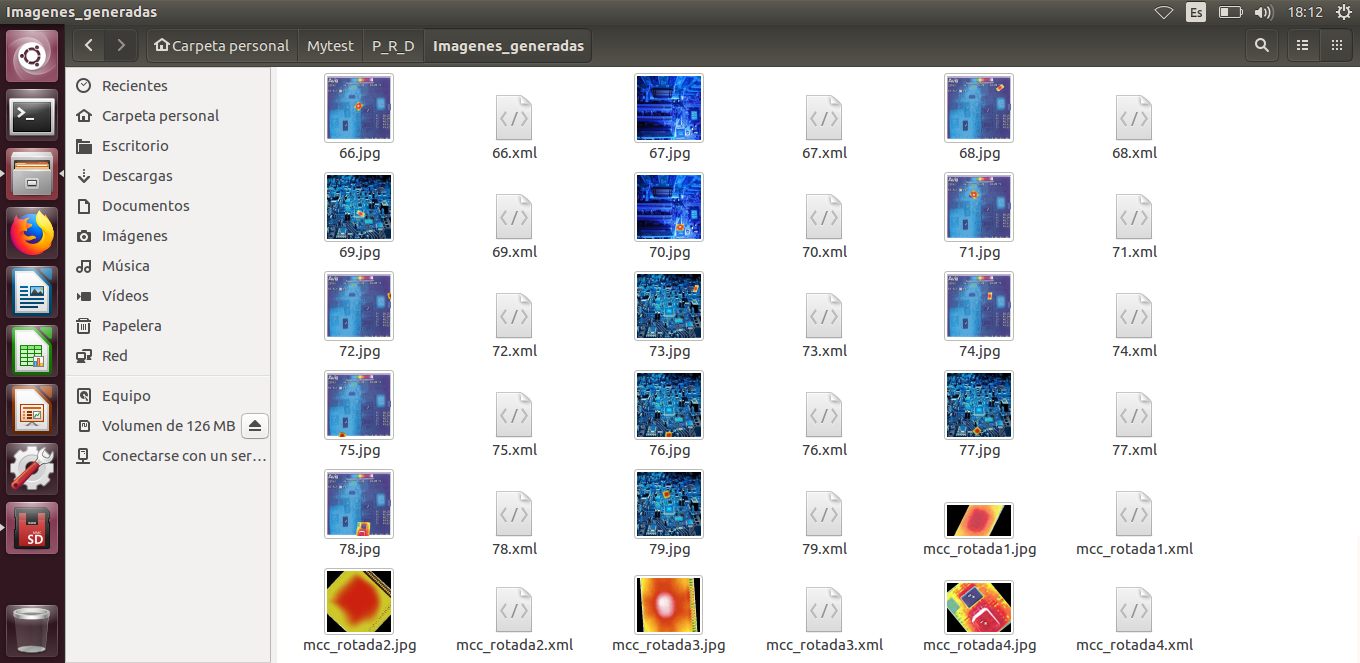 Imagenes_generadas
Es
18:12
Carpeta personal
Mytest
P_R_D
Imagenes_generadas
Recientes
Carpeta personal
Escritorio
Descargas
Documentos
Imágenes
Música
Vídeos
Papelera
Red
Equipo
Volumen de 126 MB
Conectarse con un ser…
66.jpg 66.xml 67.jpg 67.xml 68.jpg 68.xml
69.jpg 69.xml 70.jpg 70.xml 71.jpg 71.xml
72.jpg 72.xml 73.jpg 73.xml 74.jpg 74.xml
75.jpg 75.xml 76.jpg 76.xml 77.jpg 77.xml
78.jpg 78.xml 79.jpg 79.xml mcc_rotada1.jpg mcc_rotada1.xml
mcc_rotada2.jpg mcc_rotada2.xml mcc_rotada3.jpg mcc_rotada3.xml mcc_rotada4.jpg mcc_rotada4.xml
SD